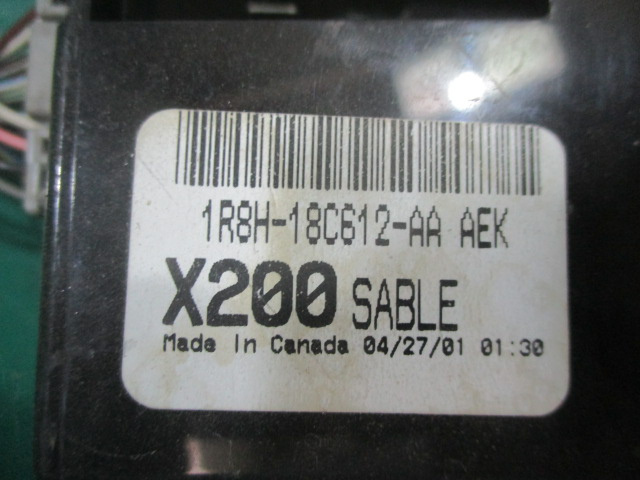 1R8H-18C612-AA AEK
X200 SABLE
Made In Canada 04/27/01 01:30